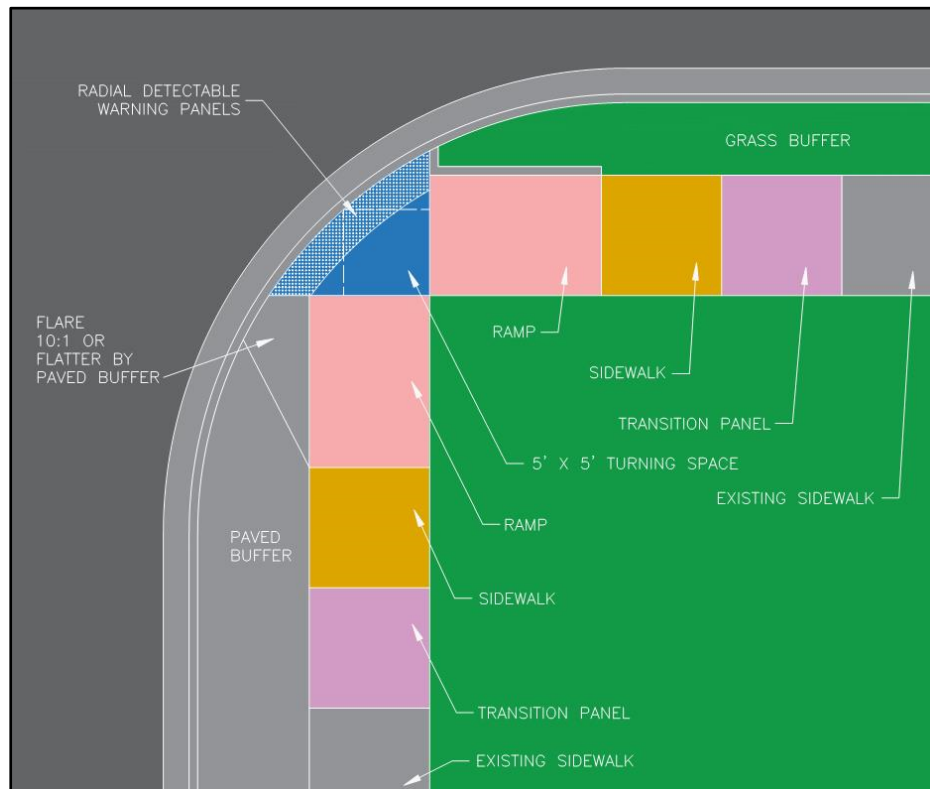 RADIAL DETECTABLE
WARNING PANELS
GRASS BUFFER
FLARE
10:1 OR
FLATTER BY
PAVED BUFFER
RAMP
SIDEWALK
TRANSITION PANEL
5' X 5' TURNING SPACE
EXISTING SIDEWALK
RAMP
PAVED
BUFFER
SIDEWALK
TRANSITION PANEL
EXISTING SIDEWALK